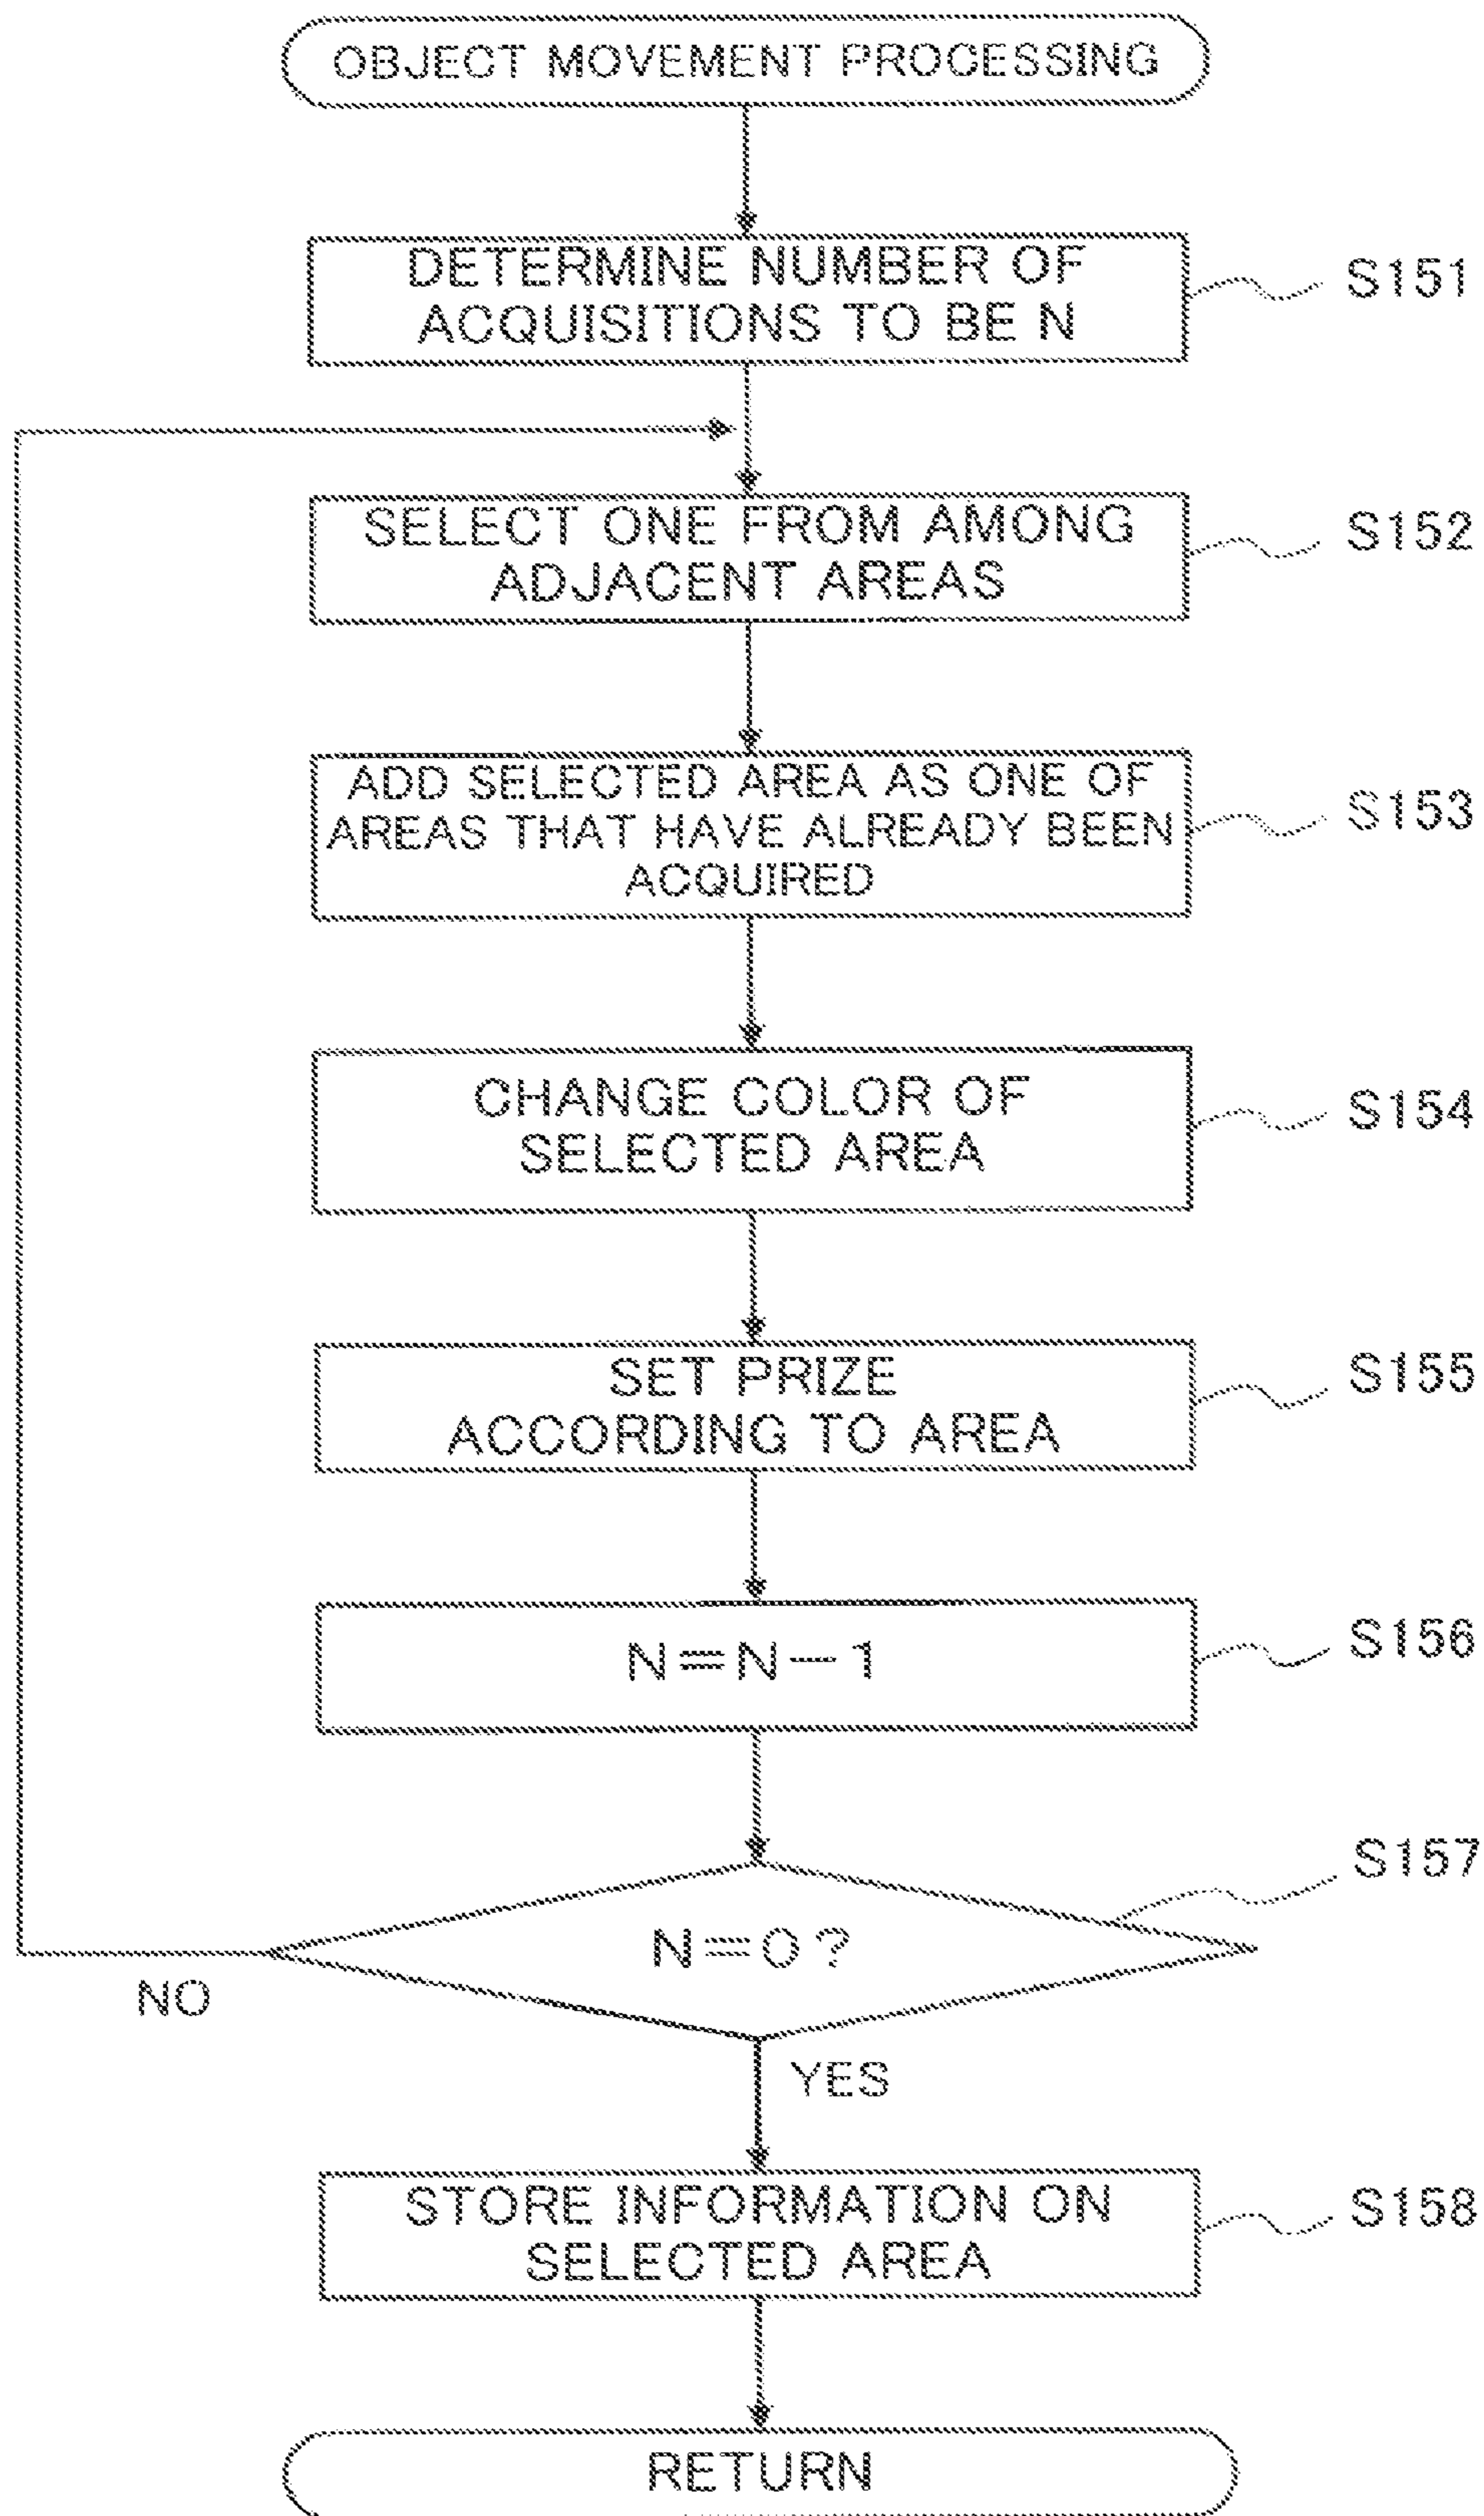 OBJECT MOVEMENT PROCESSING
DETERMINE NUMBER OF
ACQUISITIONS TO BE N
S151
SELECT ONE FROM AMONG
ADJACENT AREAS
S152
ADD SELECTED AREA AS ONE OF
AREAS THAT HAVE ALREADY BEEN
ACQUIRED
S153
CHANGE COLOR OF
SELECTED AREA
S154
SET PRIZE
ACCORDING TO AREA
S155
N=N-1
S156
S157
N=0?
NO
YES
STORE INFORMATION ON
SELECTED AREA
S158
RETURN